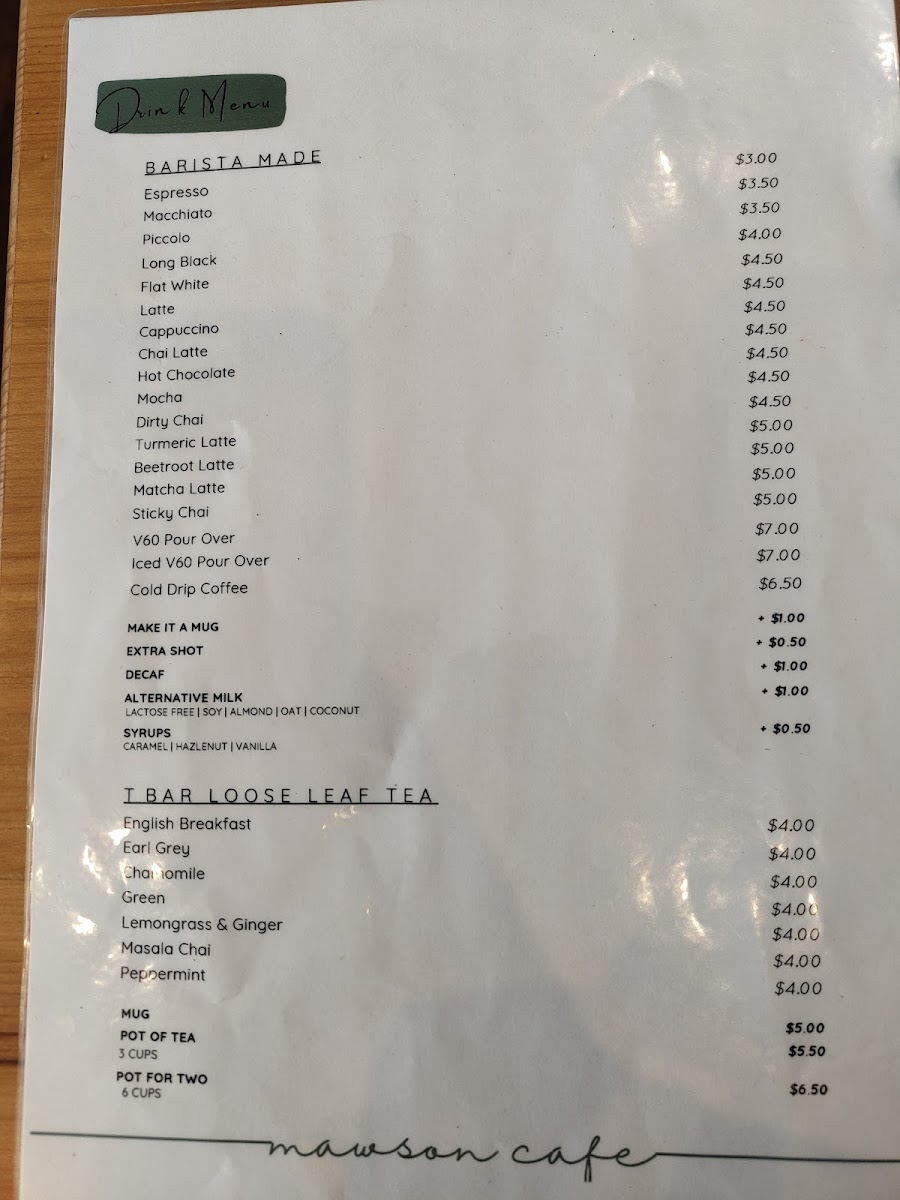 Drink Menu
BARISTA MADE
Espresso $3.00
Macchiato $3.50
Piccolo $3.50
Long Black $4.00
Flat White $4.50
Latte $4.50
Cappuccino $4.50
Chai Latte $4.50
Hot Chocolate $4.50
Mocha $4.50
Dirty Chai $4.50
Turmeric Latte $5.00
Beetroot Latte $5.00
Matcha Latte $5.00
Sticky Chai $5.00
V60 Pour Over $7.00
Iced V60 Pour Over $7.00
Cold Drip Coffee $6.50
MAKE IT A MUG + $1.00
EXTRA SHOT + $0.50
DECAF + $1.00
ALTERNATIVE MILK + $1.00
LACTOSE FREE | SOY | ALMOND | OAT | COCONUT
SYRUPS + $0.50
CARAMEL | HAZLENUT | VANILLA
T BAR LOOSE LEAF TEA
English Breakfast $4.00
Earl Grey $4.00
Chamomile $4.00
Green $4.00
Lemongrass & Ginger $4.00
Masala Chai $4.00
Peppermint $4.00
MUG $5.00
POT OF TEA $5.50
3 CUPS
POT FOR TWO $6.50
6 CUPS
mawson cafe